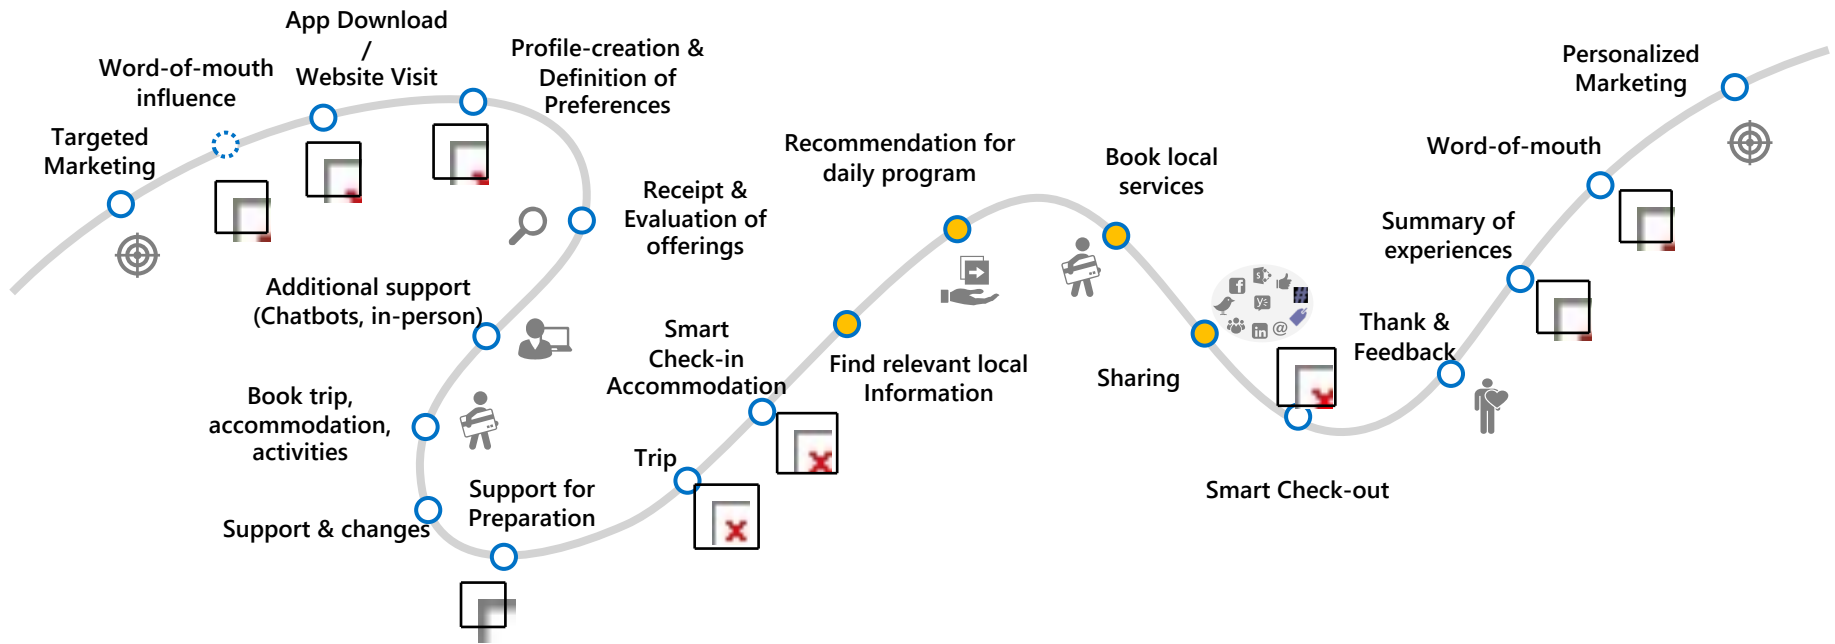 Targeted
Marketing
Word-of-mouth
influence
App Download
/
Website Visit
Profile-creation &
Definition of
Preferences
Receipt &
Evaluation of
offerings
Additional support
(Chatbots, in-person)
Book trip,
accommodation,
activities
Support & changes
Support for
Preparation
Trip
Smart
Check-in
Accommodation
Find relevant local
Information
Recommendation for
daily program
Book local
services
Sharing
Smart Check-out
Thank &
Feedback
Summary of
experiences
Word-of-mouth
Personalized
Marketing